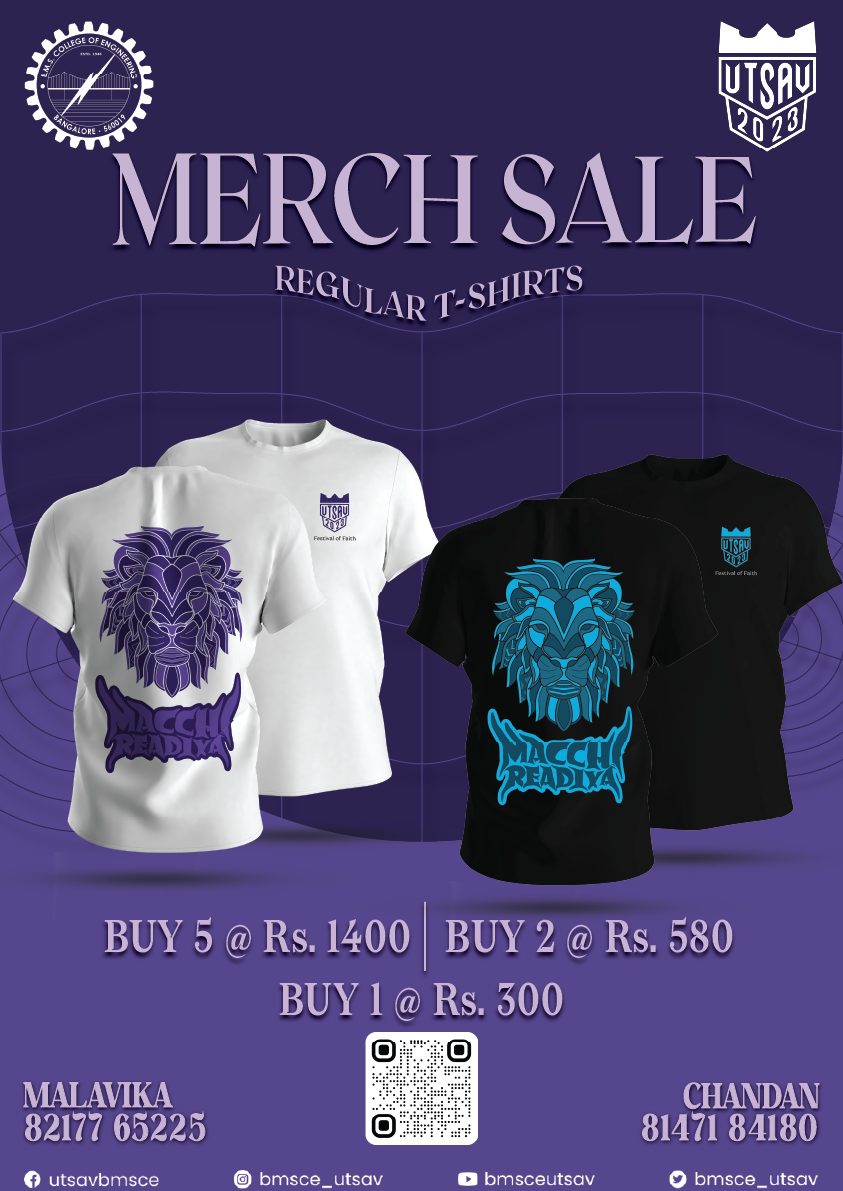 B.M.S. COLLEGE OF ENGINEERING
ESTD. 1946
BANGALORE - 560019
UTSAV
2023
MERCH SALE
REGULAR T-SHIRTS
UTSAV
2023
Festival of Faith
MACCHI
READIYA
UTSAV
2023
Festival of Faith
MACCHI
READIYA
BUY 5 @ Rs. 1400 | BUY 2 @ Rs. 580
BUY 1 @ Rs. 300
MALAVIKA
82177 65225
CHANDAN
81471 84180
utsavbmsce
bmsce_utsav
bmsceutsav
bmsce_utsav